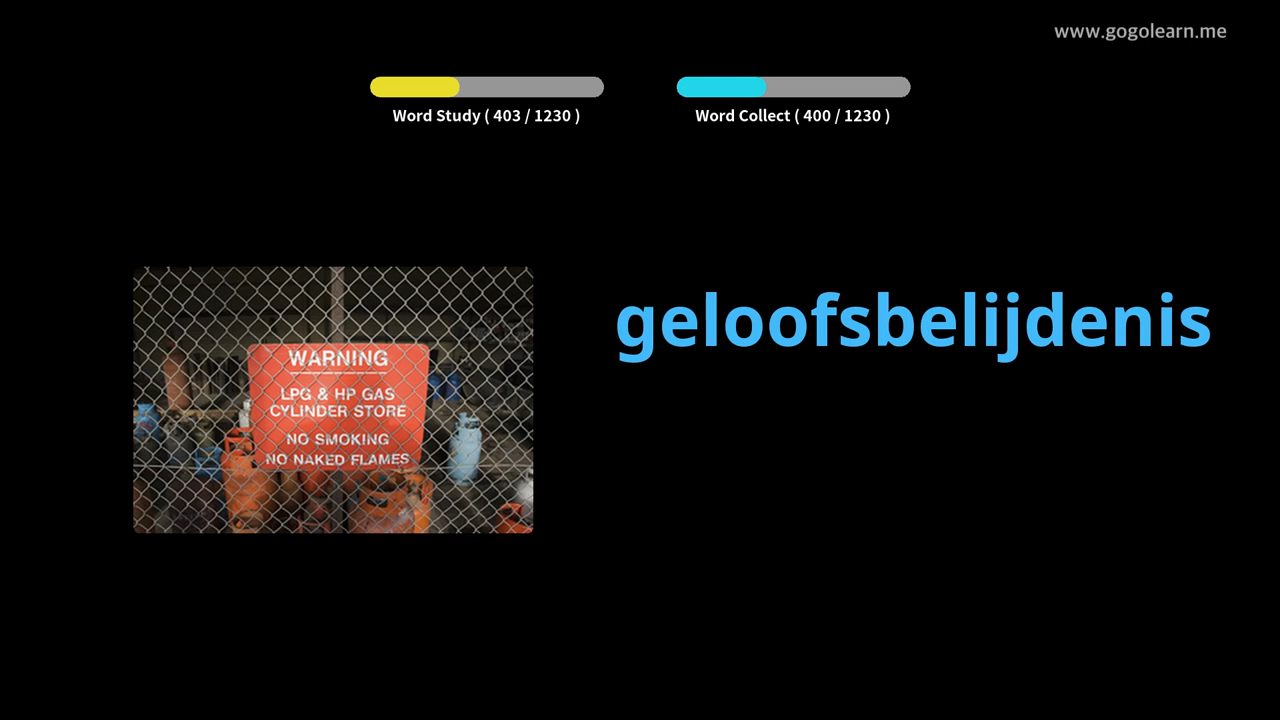 www.gogolearn.me
Word Study ( 403 / 1230 )
Word Collect ( 400 / 1230 )
geloofsbelijdenis
WARNING
LPG & HP GAS
CYLINDER STORE
NO SMOKING
NO NAKED FLAMES